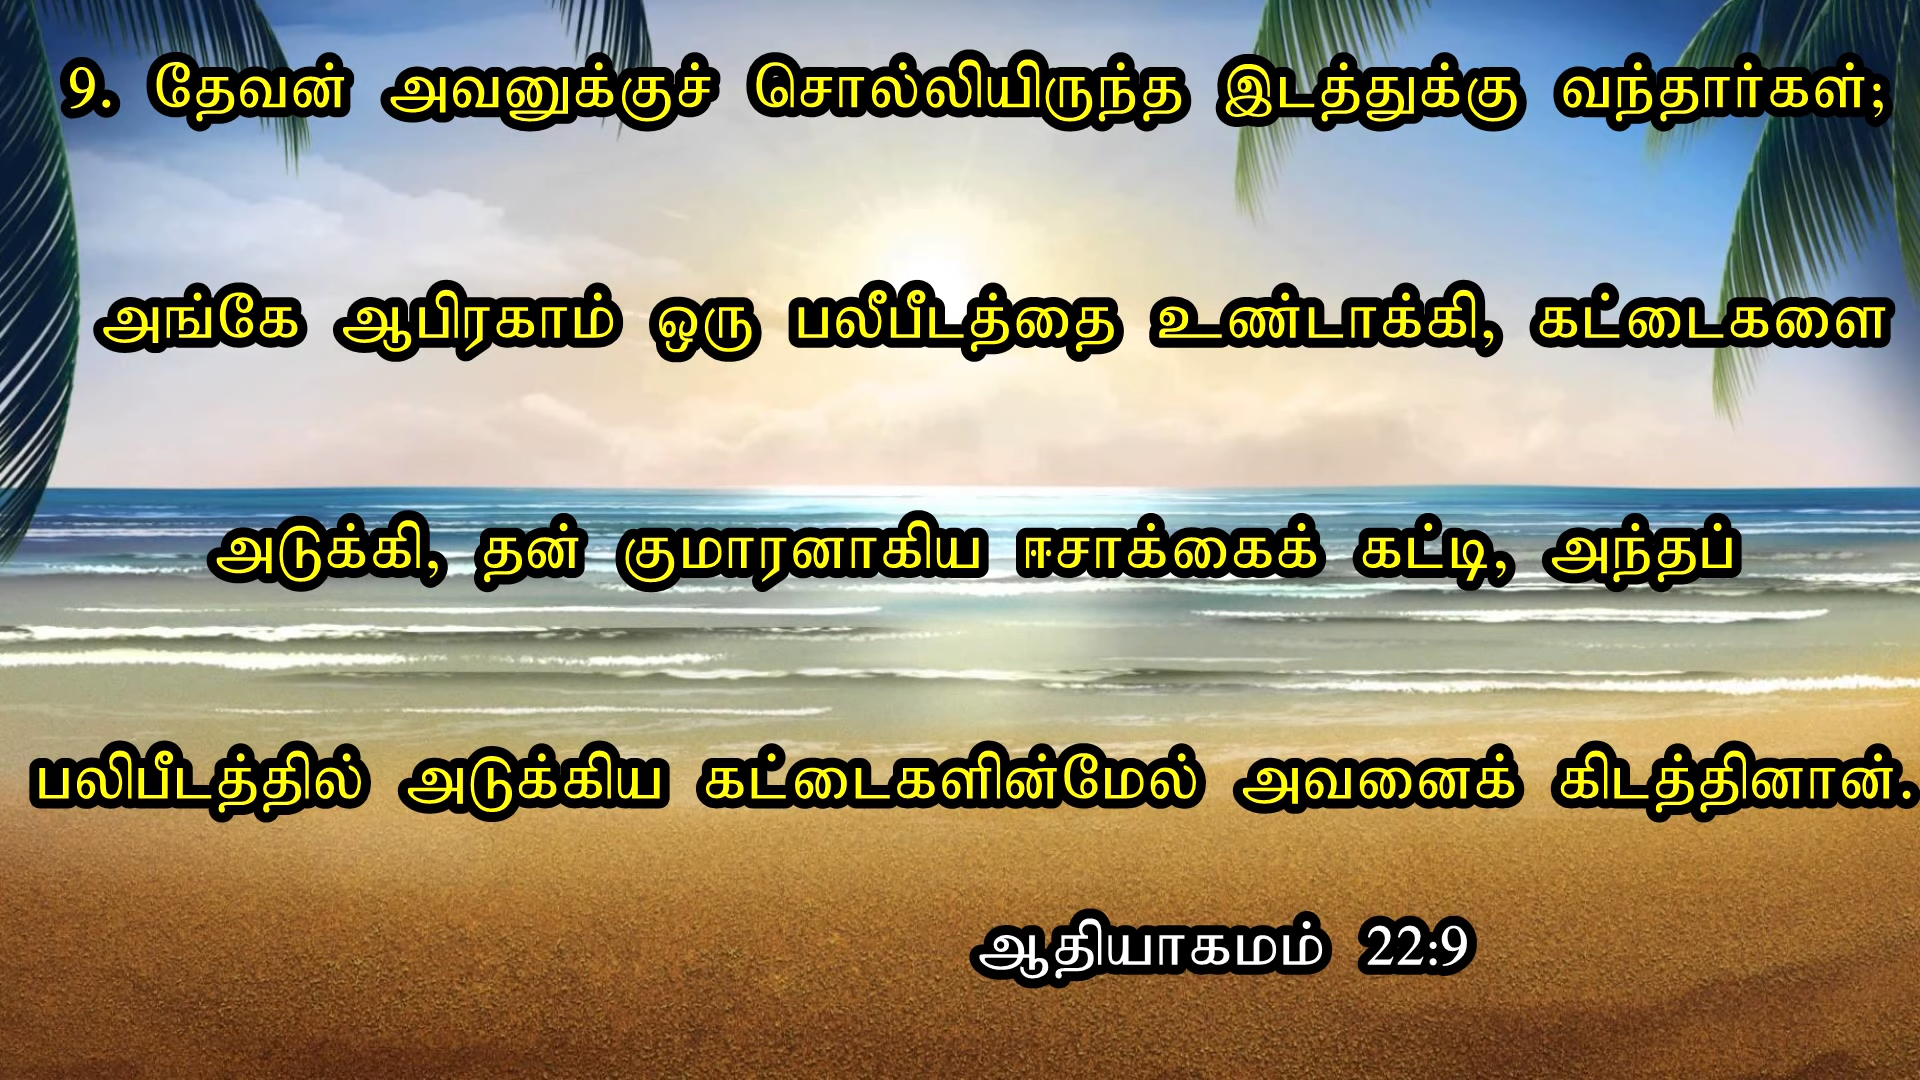 9. தேவன் அவனுக்குச் சொல்லியிருந்த இடத்துக்கு வந்தார்கள்;
அங்கே ஆபிரகாம் ஒரு பலீபீடத்தை உண்டாக்கி, கட்டைகளை
அடுக்கி, தன் குமாரனாகிய ஈசாக்கைக் கட்டி, அந்தப்
பலிபீடத்தில் அடுக்கிய கட்டைகளின்மேல் அவனைக் கிடத்தினான்.
ஆதியாகமம் 22:9